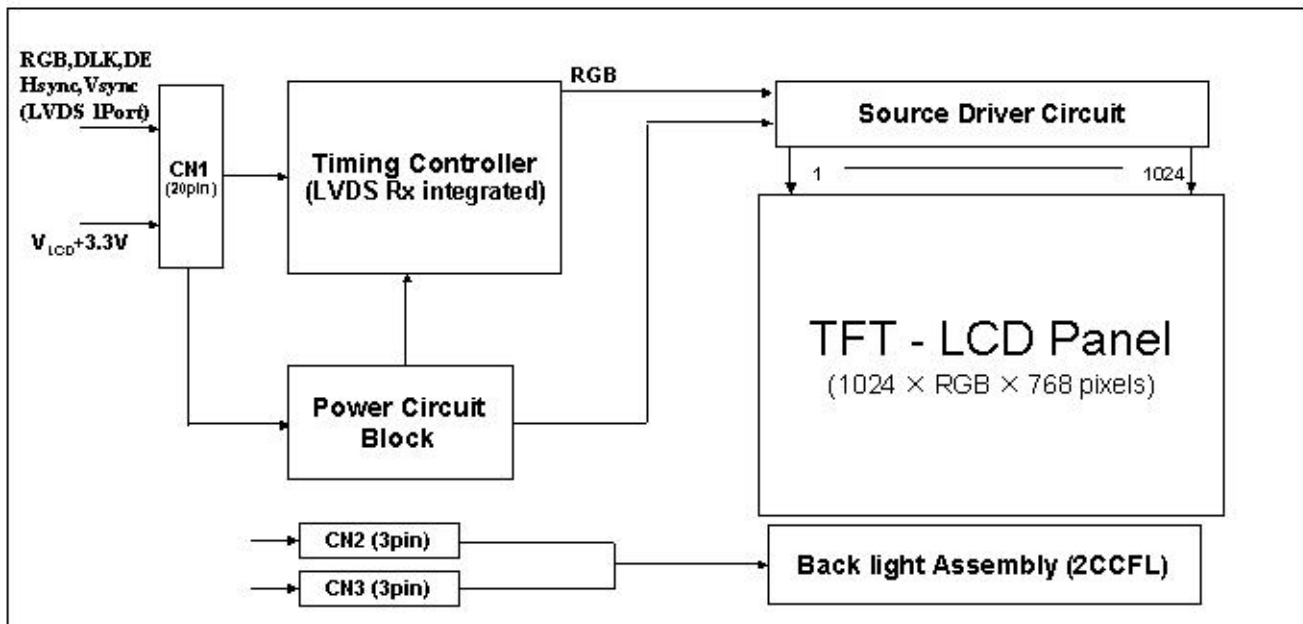 RGB,DLK,DE
Hsync,Vsync
(LVDS 1Port)
CN1
(20pin)
VLCD+3.3V
Timing Controller
(LVDS Rx integrated)
RGB
Source Driver Circuit
1
1024
TFT - LCD Panel
(1024 × RGB × 768 pixels)
Power Circuit
Block
CN2 (3pin)
CN3 (3pin)
Back light Assembly (2CCFL)